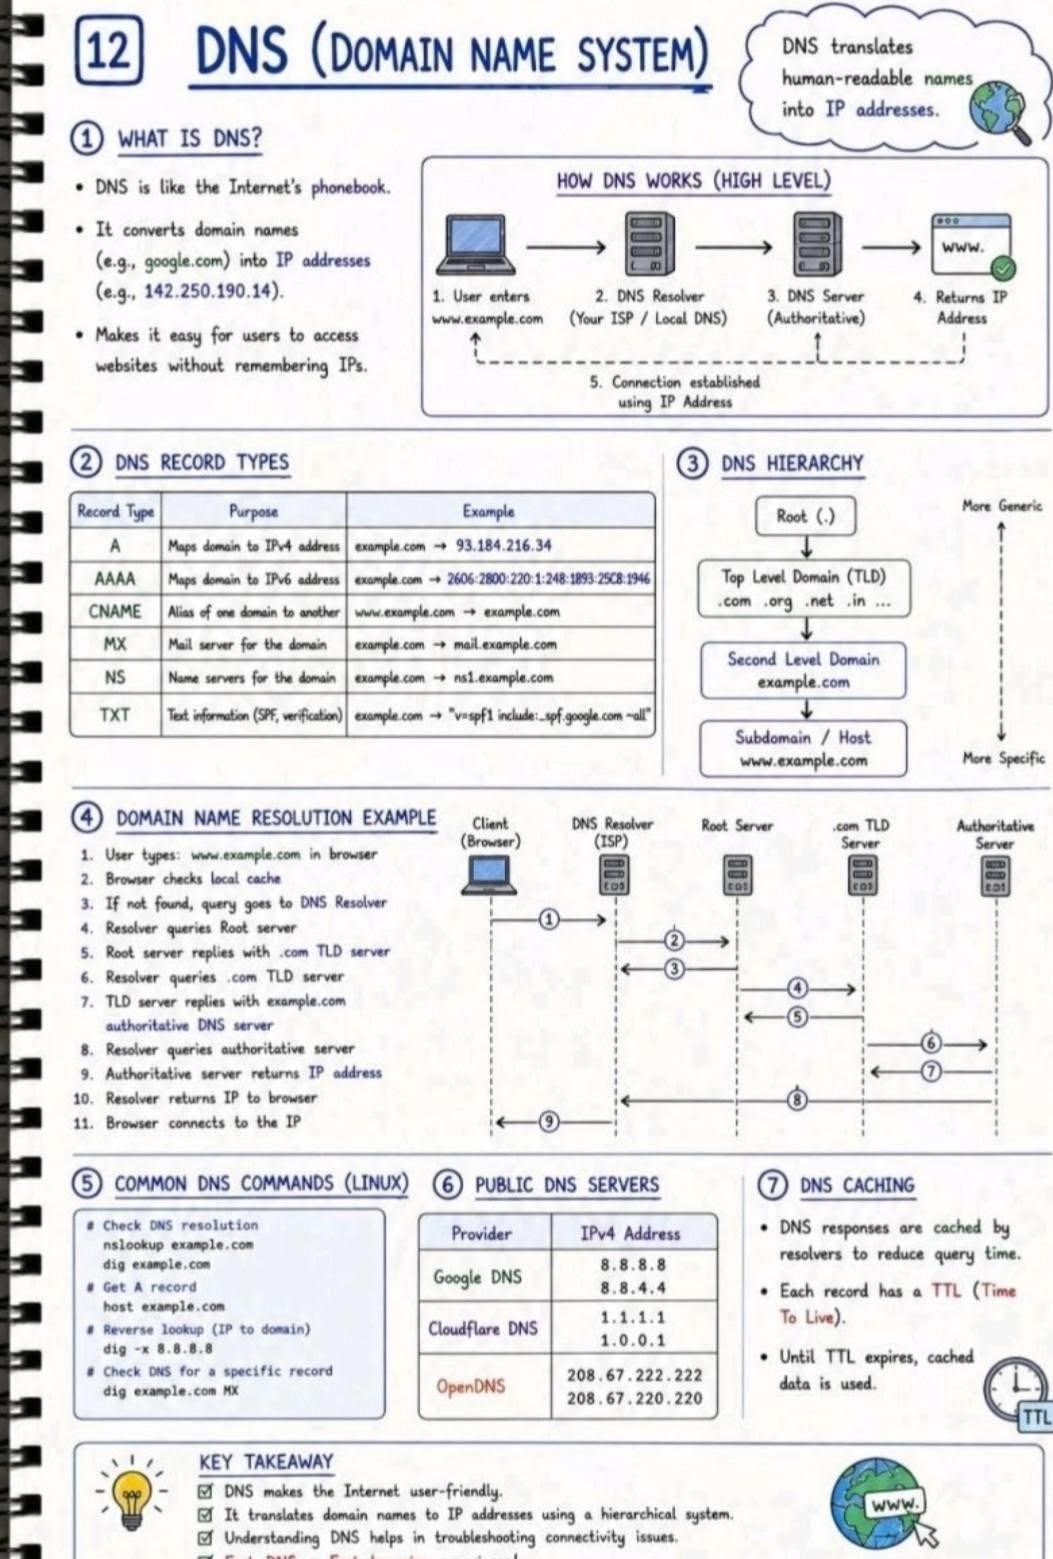 12
DNS (DOMAIN NAME SYSTEM)
DNS translates
human-readable names
into IP addresses.
1 WHAT IS DNS?
• DNS is like the Internet's phonebook.
• It converts domain names
(e.g., google.com) into IP addresses
(e.g., 142.250.190.14).
• Makes it easy for users to access
websites without remembering IPs.
HOW DNS WORKS (HIGH LEVEL)
www.
1. User enters
www.example.com
2. DNS Resolver
(Your ISP / Local DNS)
3. DNS Server
(Authoritative)
4. Returns IP
Address
5. Connection established
using IP Address
2 DNS RECORD TYPES
Record Type Purpose Example
A Maps domain to IPv4 address example.com → 93.184.216.34
AAAA Maps domain to IPv6 address example.com → 2606:2800:220:1:248:1893:25C8:1946
CNAME Alias of one domain to another www.example.com → example.com
MX Mail server for the domain example.com → mail.example.com
NS Name servers for the domain example.com → ns1.example.com
TXT Text information (SPF, verification) example.com → "v=spf1 include:_spf.google.com ~all"
3 DNS HIERARCHY
Root (.)
Top Level Domain (TLD)
.com .org .net .in ...
Second Level Domain
example.com
Subdomain / Host
www.example.com
More Generic
More Specific
4 DOMAIN NAME RESOLUTION EXAMPLE
1. User types: www.example.com in browser
2. Browser checks local cache
3. If not found, query goes to DNS Resolver
4. Resolver queries Root server
5. Root server replies with .com TLD server
6. Resolver queries .com TLD server
7. TLD server replies with example.com
authoritative DNS server
8. Resolver queries authoritative server
9. Authoritative server returns IP address
10. Resolver returns IP to browser
11. Browser connects to the IP
Client
(Browser)
DNS Resolver
(ISP)
Root Server
.com TLD
Server
Authoritative
Server
1
2
3
4
5
6
7
8
9
5 COMMON DNS COMMANDS (LINUX)
# Check DNS resolution
nslookup example.com
dig example.com
# Get A record
host example.com
# Reverse lookup (IP to domain)
dig -x 8.8.8.8
# Check DNS for a specific record
dig example.com MX
6 PUBLIC DNS SERVERS
Provider IPv4 Address
Google DNS 8.8.8.8
8.8.4.4
Cloudflare DNS 1.1.1.1
1.0.0.1
OpenDNS 208.67.222.222
208.67.220.220
7 DNS CACHING
• DNS responses are cached by
resolvers to reduce query time.
• Each record has a TTL (Time
To Live).
• Until TTL expires, cached
data is used.
TTL
KEY TAKEAWAY
☑ DNS makes the Internet user-friendly.
☑ It translates domain names to IP addresses using a hierarchical system.
☑ Understanding DNS helps in troubleshooting connectivity issues.
www.